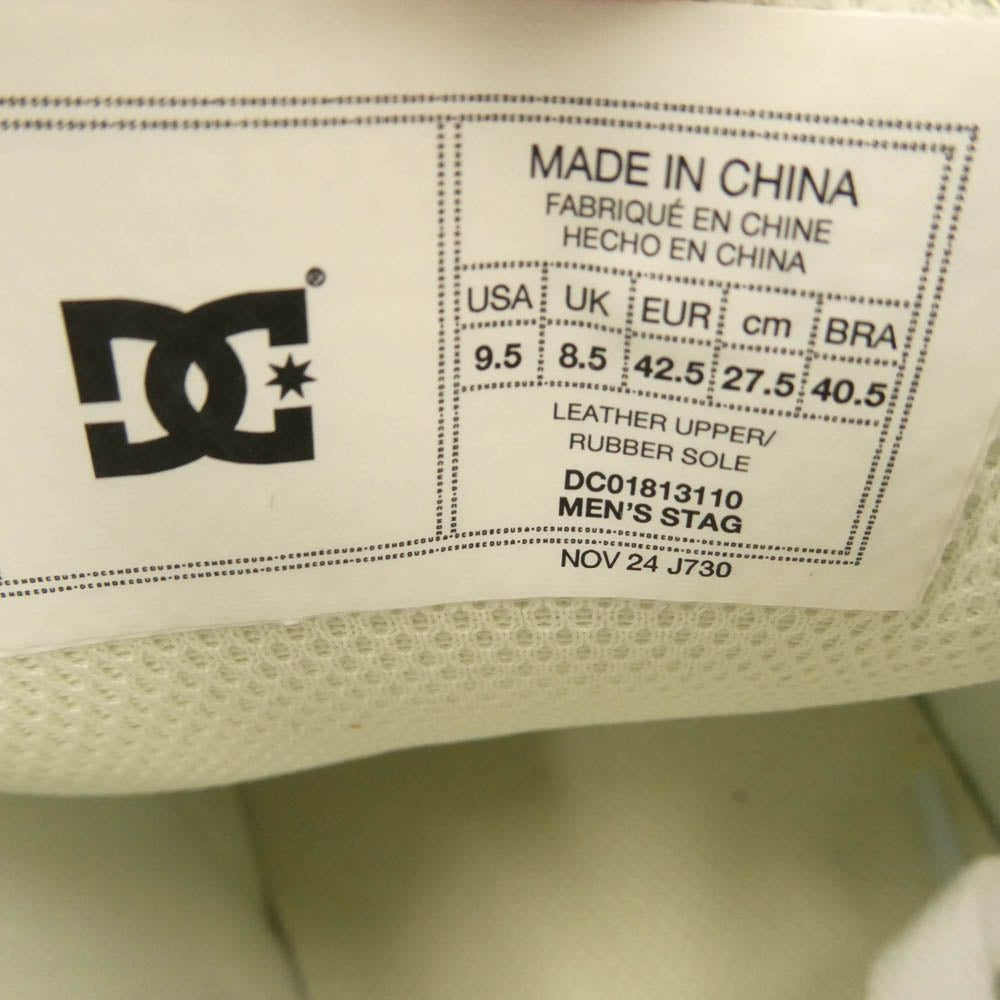 DC®
MADE IN CHINA
FABRIQUÉ EN CHINE
HECHO EN CHINA
USA UK EUR cm BRA
9.5 8.5 42.5 27.5 40.5
LEATHER UPPER/
RUBBER SOLE
DC01813110
MEN'S STAG
NOV 24 J730